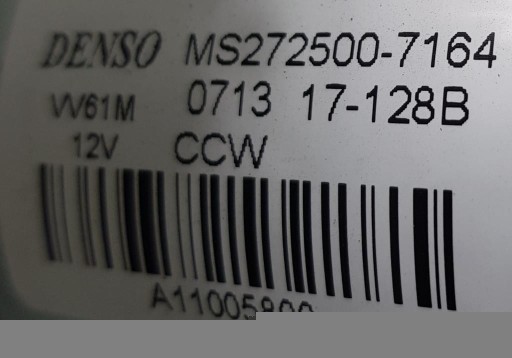 DENSO MS272500-7164
VV61M 0713 17-128B
12V CCW